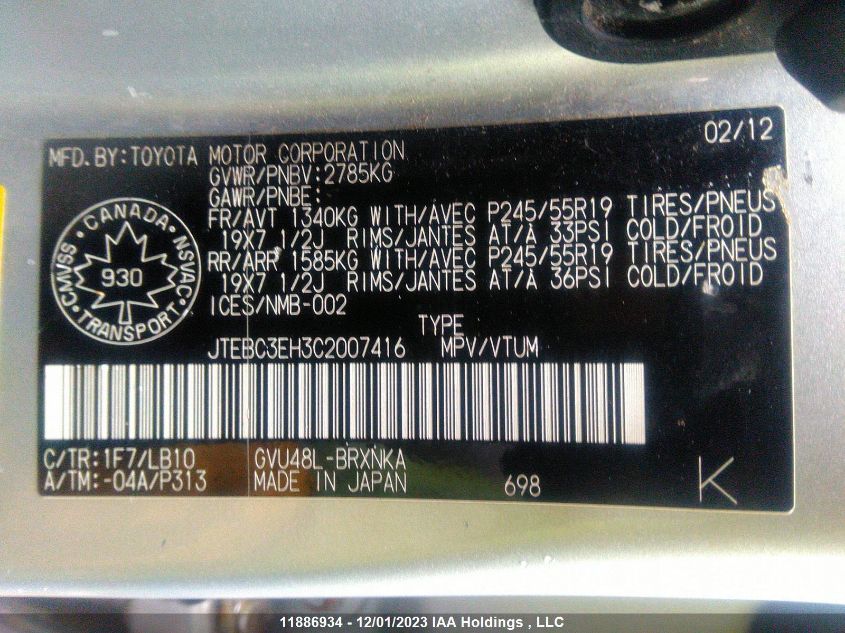 02/12
MFD. BY: TOYOTA MOTOR CORPORATION
GVWR/PNBV: 2785KG
GAWR/PNBE:
FR/AVT 1340KG WITH/AVEC P245/55R19 TIRES/PNEUS
19X7 1/2J RIMS/JANTES AT/A 33PSI COLD/FROID
RR/ARR 1585KG WITH/AVEC P245/55R19 TIRES/PNEUS
19X7 1/2J RIMS/JANTES AT/A 36PSI COLD/FROID
ICES/NMB-002
CANADA
CMVSS
NSVAC
930
TRANSPORT
TYPE
JTEBC3EH3C2007416 MPV/VTUM
C/TR: 1F7/LB10 GVU48L-BRXNKA
A/TM: -04A/P313 MADE IN JAPAN 698 K
11886934 - 12/01/2023 IAA Holdings , LLC